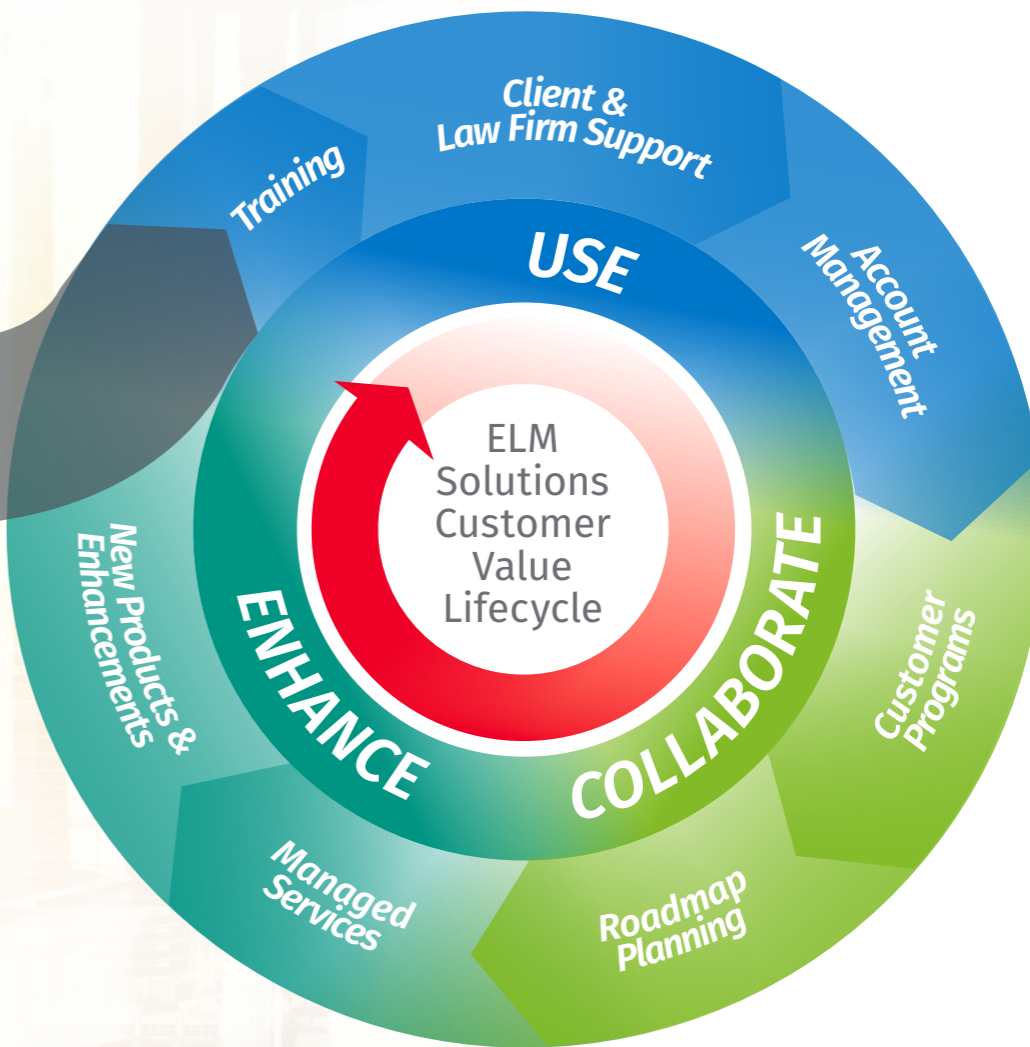 Client &
Law Firm Support
Training
Account
Management
USE
ELM
Solutions
Customer
Value
Lifecycle
COLLABORATE
ENHANCE
New Products &
Enhancements
Customer
Programs
Managed
Services
Roadmap
Planning